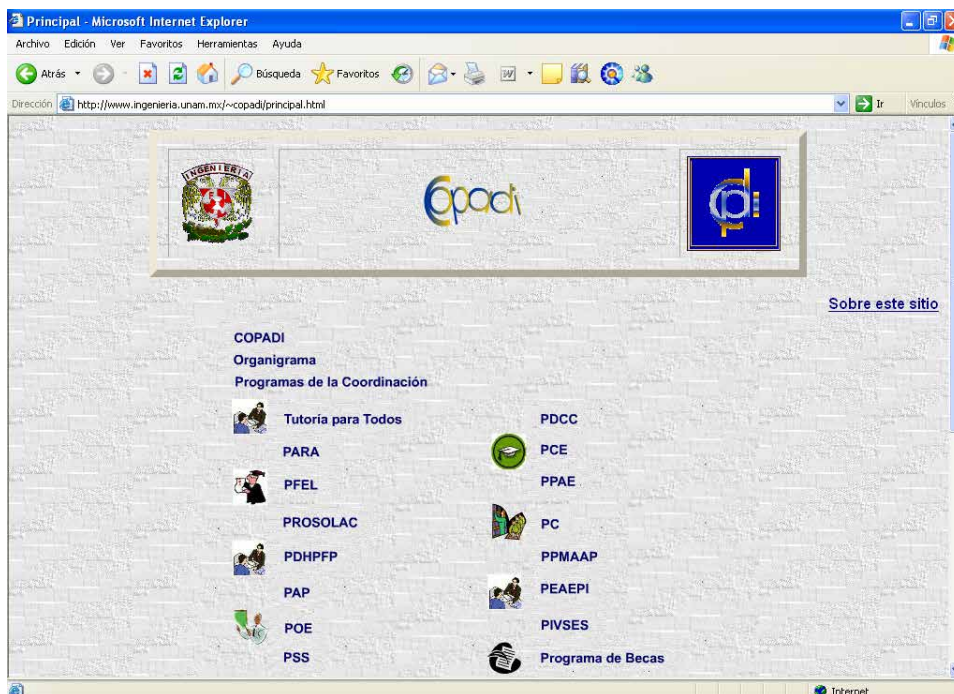 Principal - Microsoft Internet Explorer
Archivo Edición Ver Favoritos Herramientas Ayuda
Atrás Búsqueda Favoritos
Dirección http://www.ingenieria.unam.mx/~copadi/principal.html Ir Vínculos
INGENIERIA
Copadi
Sobre este sitio
COPADI
Organigrama
Programas de la Coordinación
Tutoría para Todos PDCC
PARA PCE
PFEL PPAE
PROSOLAC PC
PDHPFP PPMAAP
PAP PEAEPI
POE PIVSES
PSS Programa de Becas
Internet